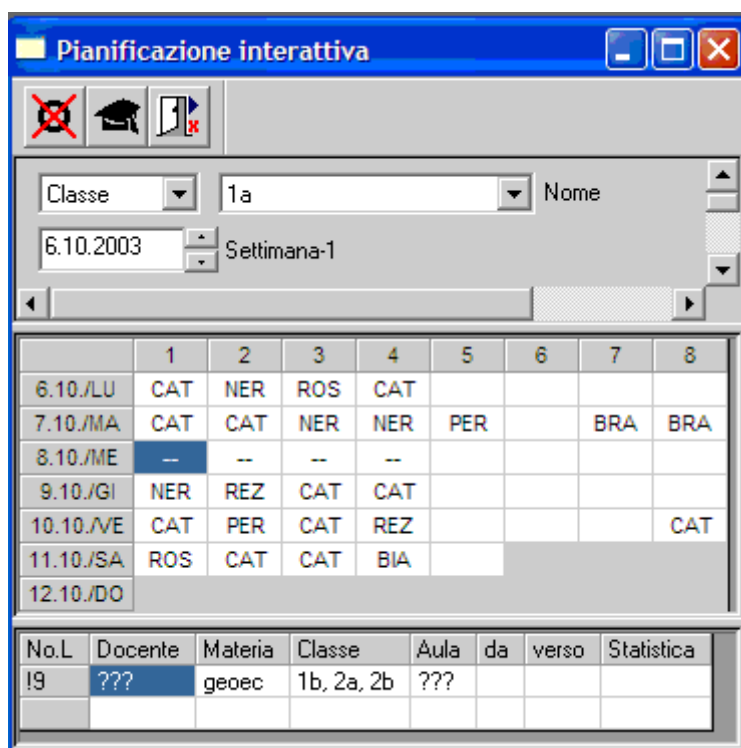 Pianificazione interattiva
Classe 1a Nome
6.10.2003 Settimana-1
1 2 3 4 5 6 7 8
6.10./LU CAT NER ROS CAT
7.10./MA CAT CAT NER NER PER BRA BRA
8.10./ME -- -- -- --
9.10./GI NER REZ CAT CAT
10.10./VE CAT PER CAT REZ CAT
11.10./SA ROS CAT CAT BIA
12.10./DO
No.L Docente Materia Classe Aula da verso Statistica
!9 ??? geoec 1b, 2a, 2b ???